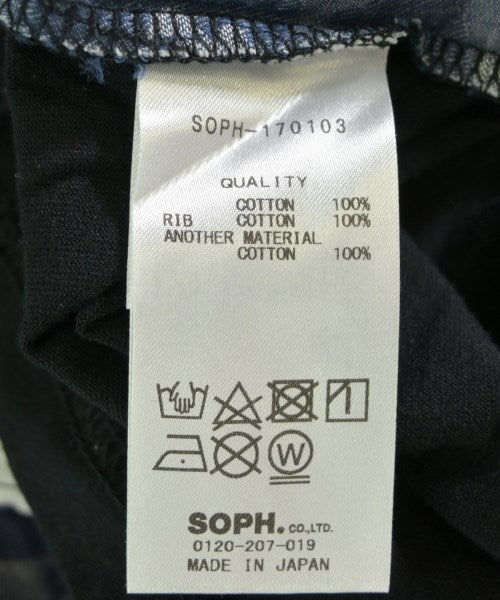 SOPH-170103
QUALITY
COTTON 100%
RIB COTTON 100%
ANOTHER MATERIAL
COTTON 100%
W
SOPH. CO.,LTD.
0120-207-019
MADE IN JAPAN